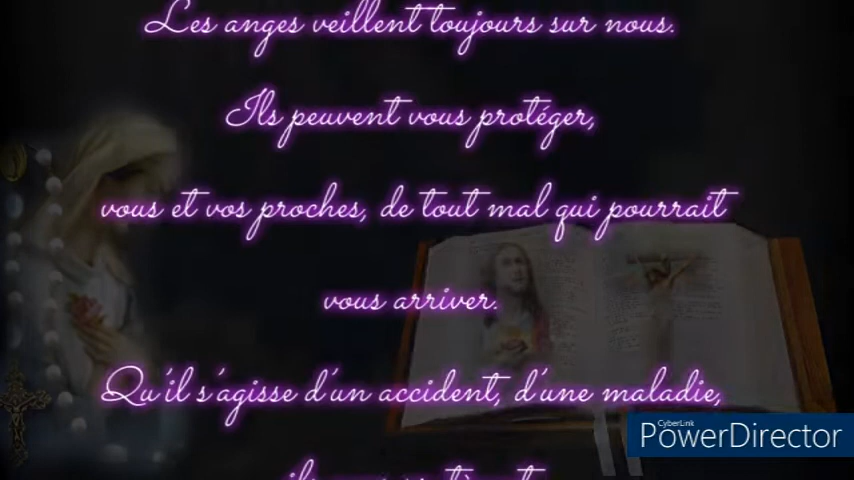 Les anges veillent toujours sur nous.
Ils peuvent vous protéger,
vous et vos proches, de tout mal qui pourrait
vous arriver.
Qu'il s'agisse d'un accident, d'une maladie,
CyberLink
PowerDirector